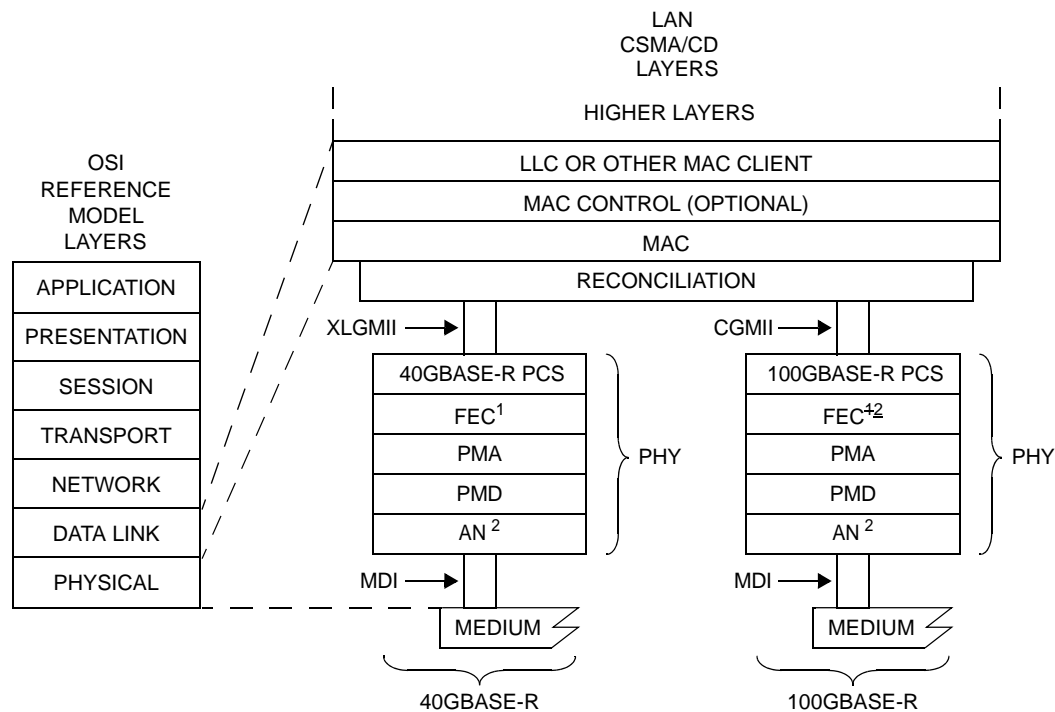 LAN
CSMA/CD
LAYERS
HIGHER LAYERS
OSI
REFERENCE
MODEL
LAYERS
LLC OR OTHER MAC CLIENT
MAC CONTROL (OPTIONAL)
MAC
RECONCILIATION
APPLICATION
PRESENTATION
SESSION
TRANSPORT
NETWORK
DATA LINK
PHYSICAL
XLGMII
40GBASE-R PCS
FEC1
PMA
PMD
AN 2
PHY
MDI
MEDIUM
40GBASE-R
CGMII
100GBASE-R PCS
FEC12
PMA
PMD
AN 2
PHY
MDI
MEDIUM
100GBASE-R